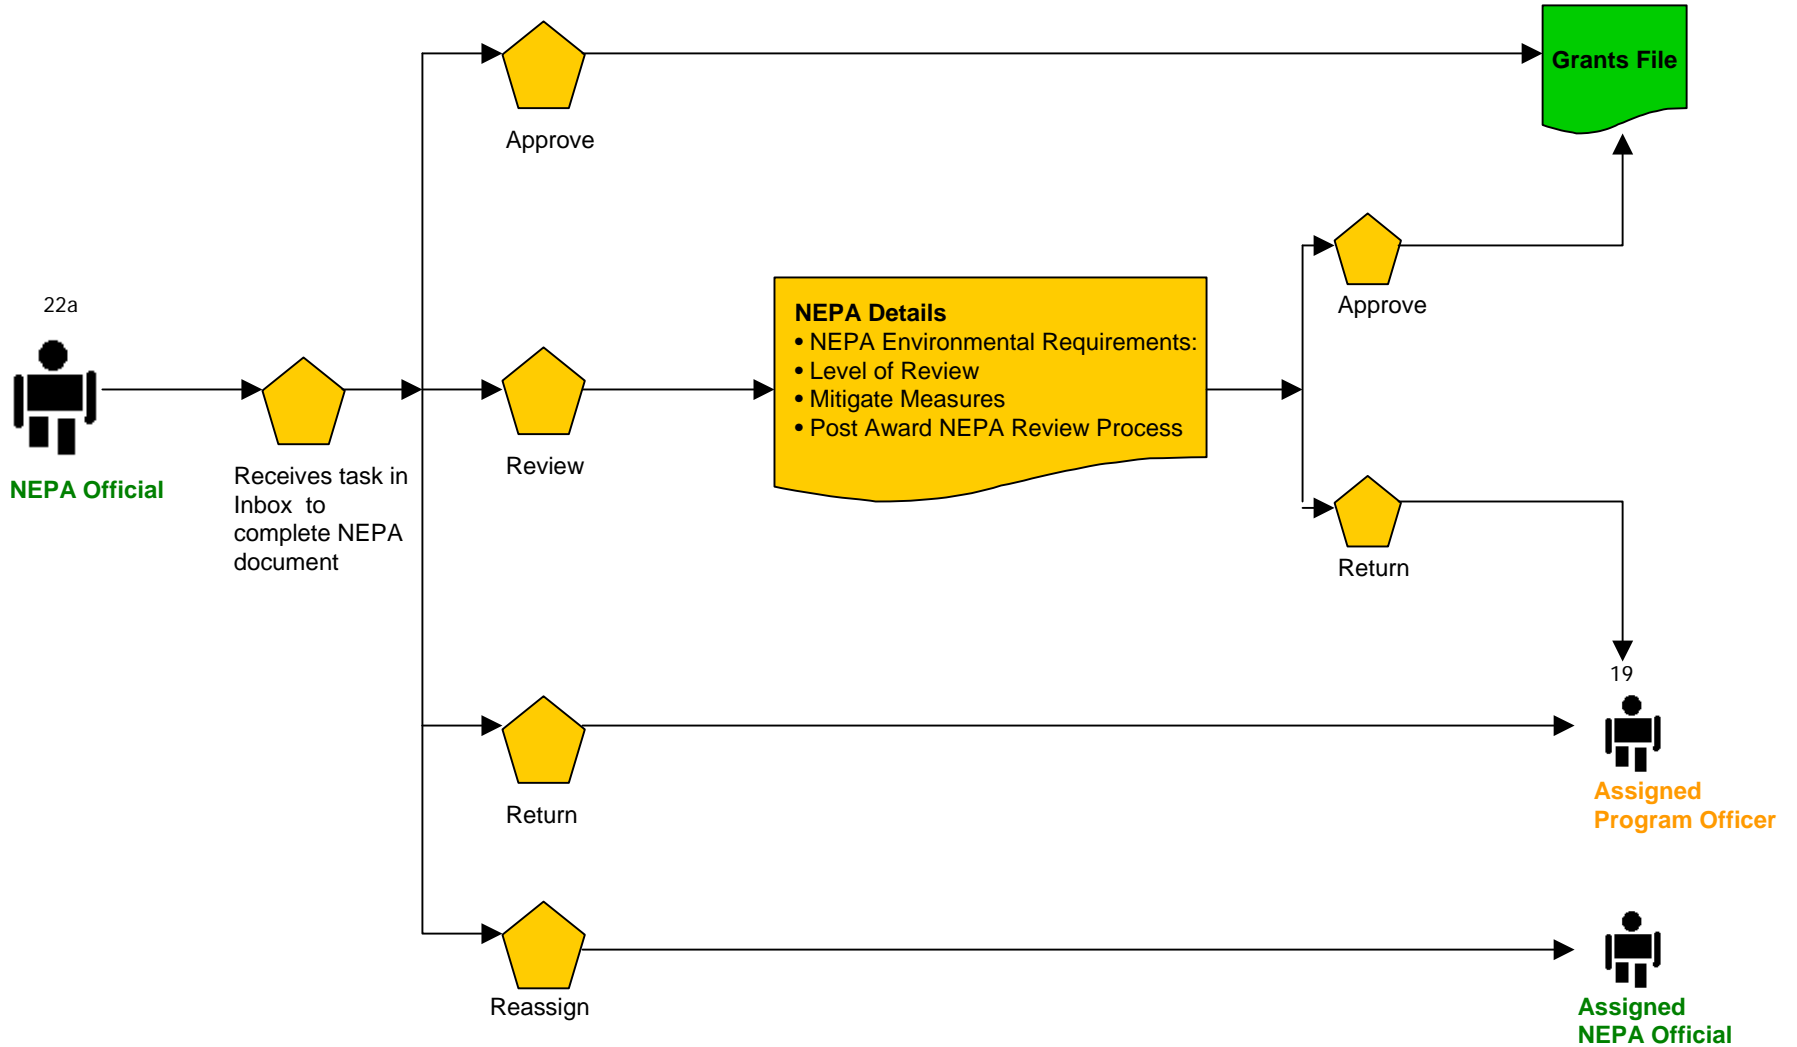 Grants File
Approve
22a
NEPA Official
Receives task in
Inbox to
complete NEPA
document
Review
NEPA Details
• NEPA Environmental Requirements:
• Level of Review
• Mitigate Measures
• Post Award NEPA Review Process
Approve
Return
Return
19
Assigned
Program Officer
Reassign
Assigned
NEPA Official